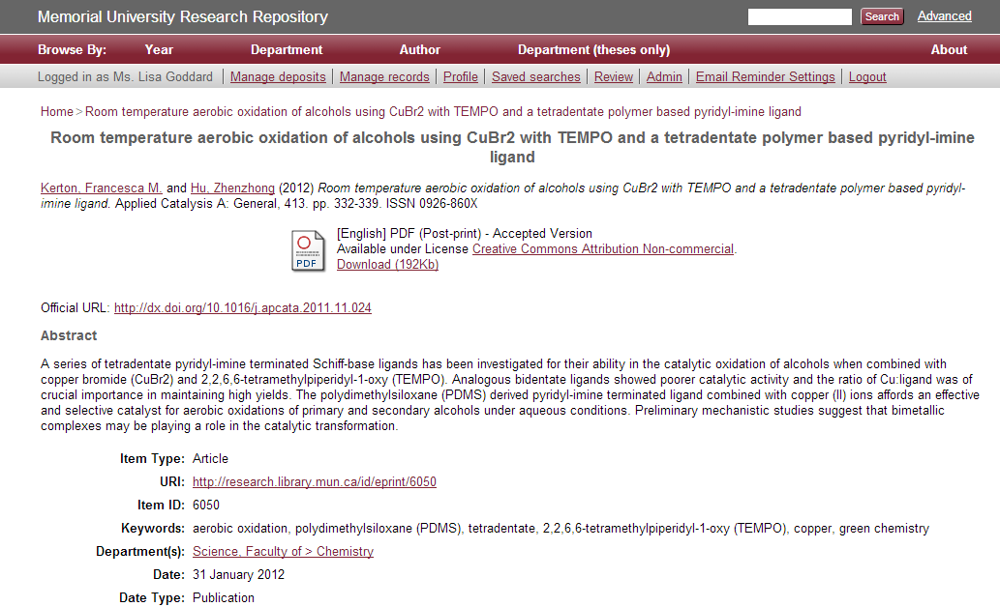 Memorial University Research Repository Search Advanced
Browse By: Year Department Author Department (theses only) About
Logged in as Ms. Lisa Goddard | Manage deposits | Manage records | Profile | Saved searches | Review | Admin | Email Reminder Settings | Logout
Home > Room temperature aerobic oxidation of alcohols using CuBr2 with TEMPO and a tetradentate polymer based pyridyl-imine ligand
Room temperature aerobic oxidation of alcohols using CuBr2 with TEMPO and a tetradentate polymer based pyridyl-imine
ligand
Kerton, Francesca M. and Hu, Zhenzhong (2012) Room temperature aerobic oxidation of alcohols using CuBr2 with TEMPO and a tetradentate polymer based pyridyl-
imine ligand. Applied Catalysis A: General, 413. pp. 332-339. ISSN 0926-860X
PDF
[English] PDF (Post-print) - Accepted Version
Available under License Creative Commons Attribution Non-commercial.
Download (192Kb)
Official URL: http://dx.doi.org/10.1016/j.apcata.2011.11.024
Abstract
A series of tetradentate pyridyl-imine terminated Schiff-base ligands has been investigated for their ability in the catalytic oxidation of alcohols when combined with
copper bromide (CuBr2) and 2,2,6,6-tetramethylpiperidyl-1-oxy (TEMPO). Analogous bidentate ligands showed poorer catalytic activity and the ratio of Cu:ligand was of
crucial importance in maintaining high yields. The polydimethylsiloxane (PDMS) derived pyridyl-imine terminated ligand combined with copper (II) ions affords an effective
and selective catalyst for aerobic oxidations of primary and secondary alcohols under aqueous conditions. Preliminary mechanistic studies suggest that bimetallic
complexes may be playing a role in the catalytic transformation.
Item Type: Article
URI: http://research.library.mun.ca/id/eprint/6050
Item ID: 6050
Keywords: aerobic oxidation, polydimethylsiloxane (PDMS), tetradentate, 2,2,6,6-tetramethylpiperidyl-1-oxy (TEMPO), copper, green chemistry
Department(s): Science, Faculty of > Chemistry
Date: 31 January 2012
Date Type: Publication